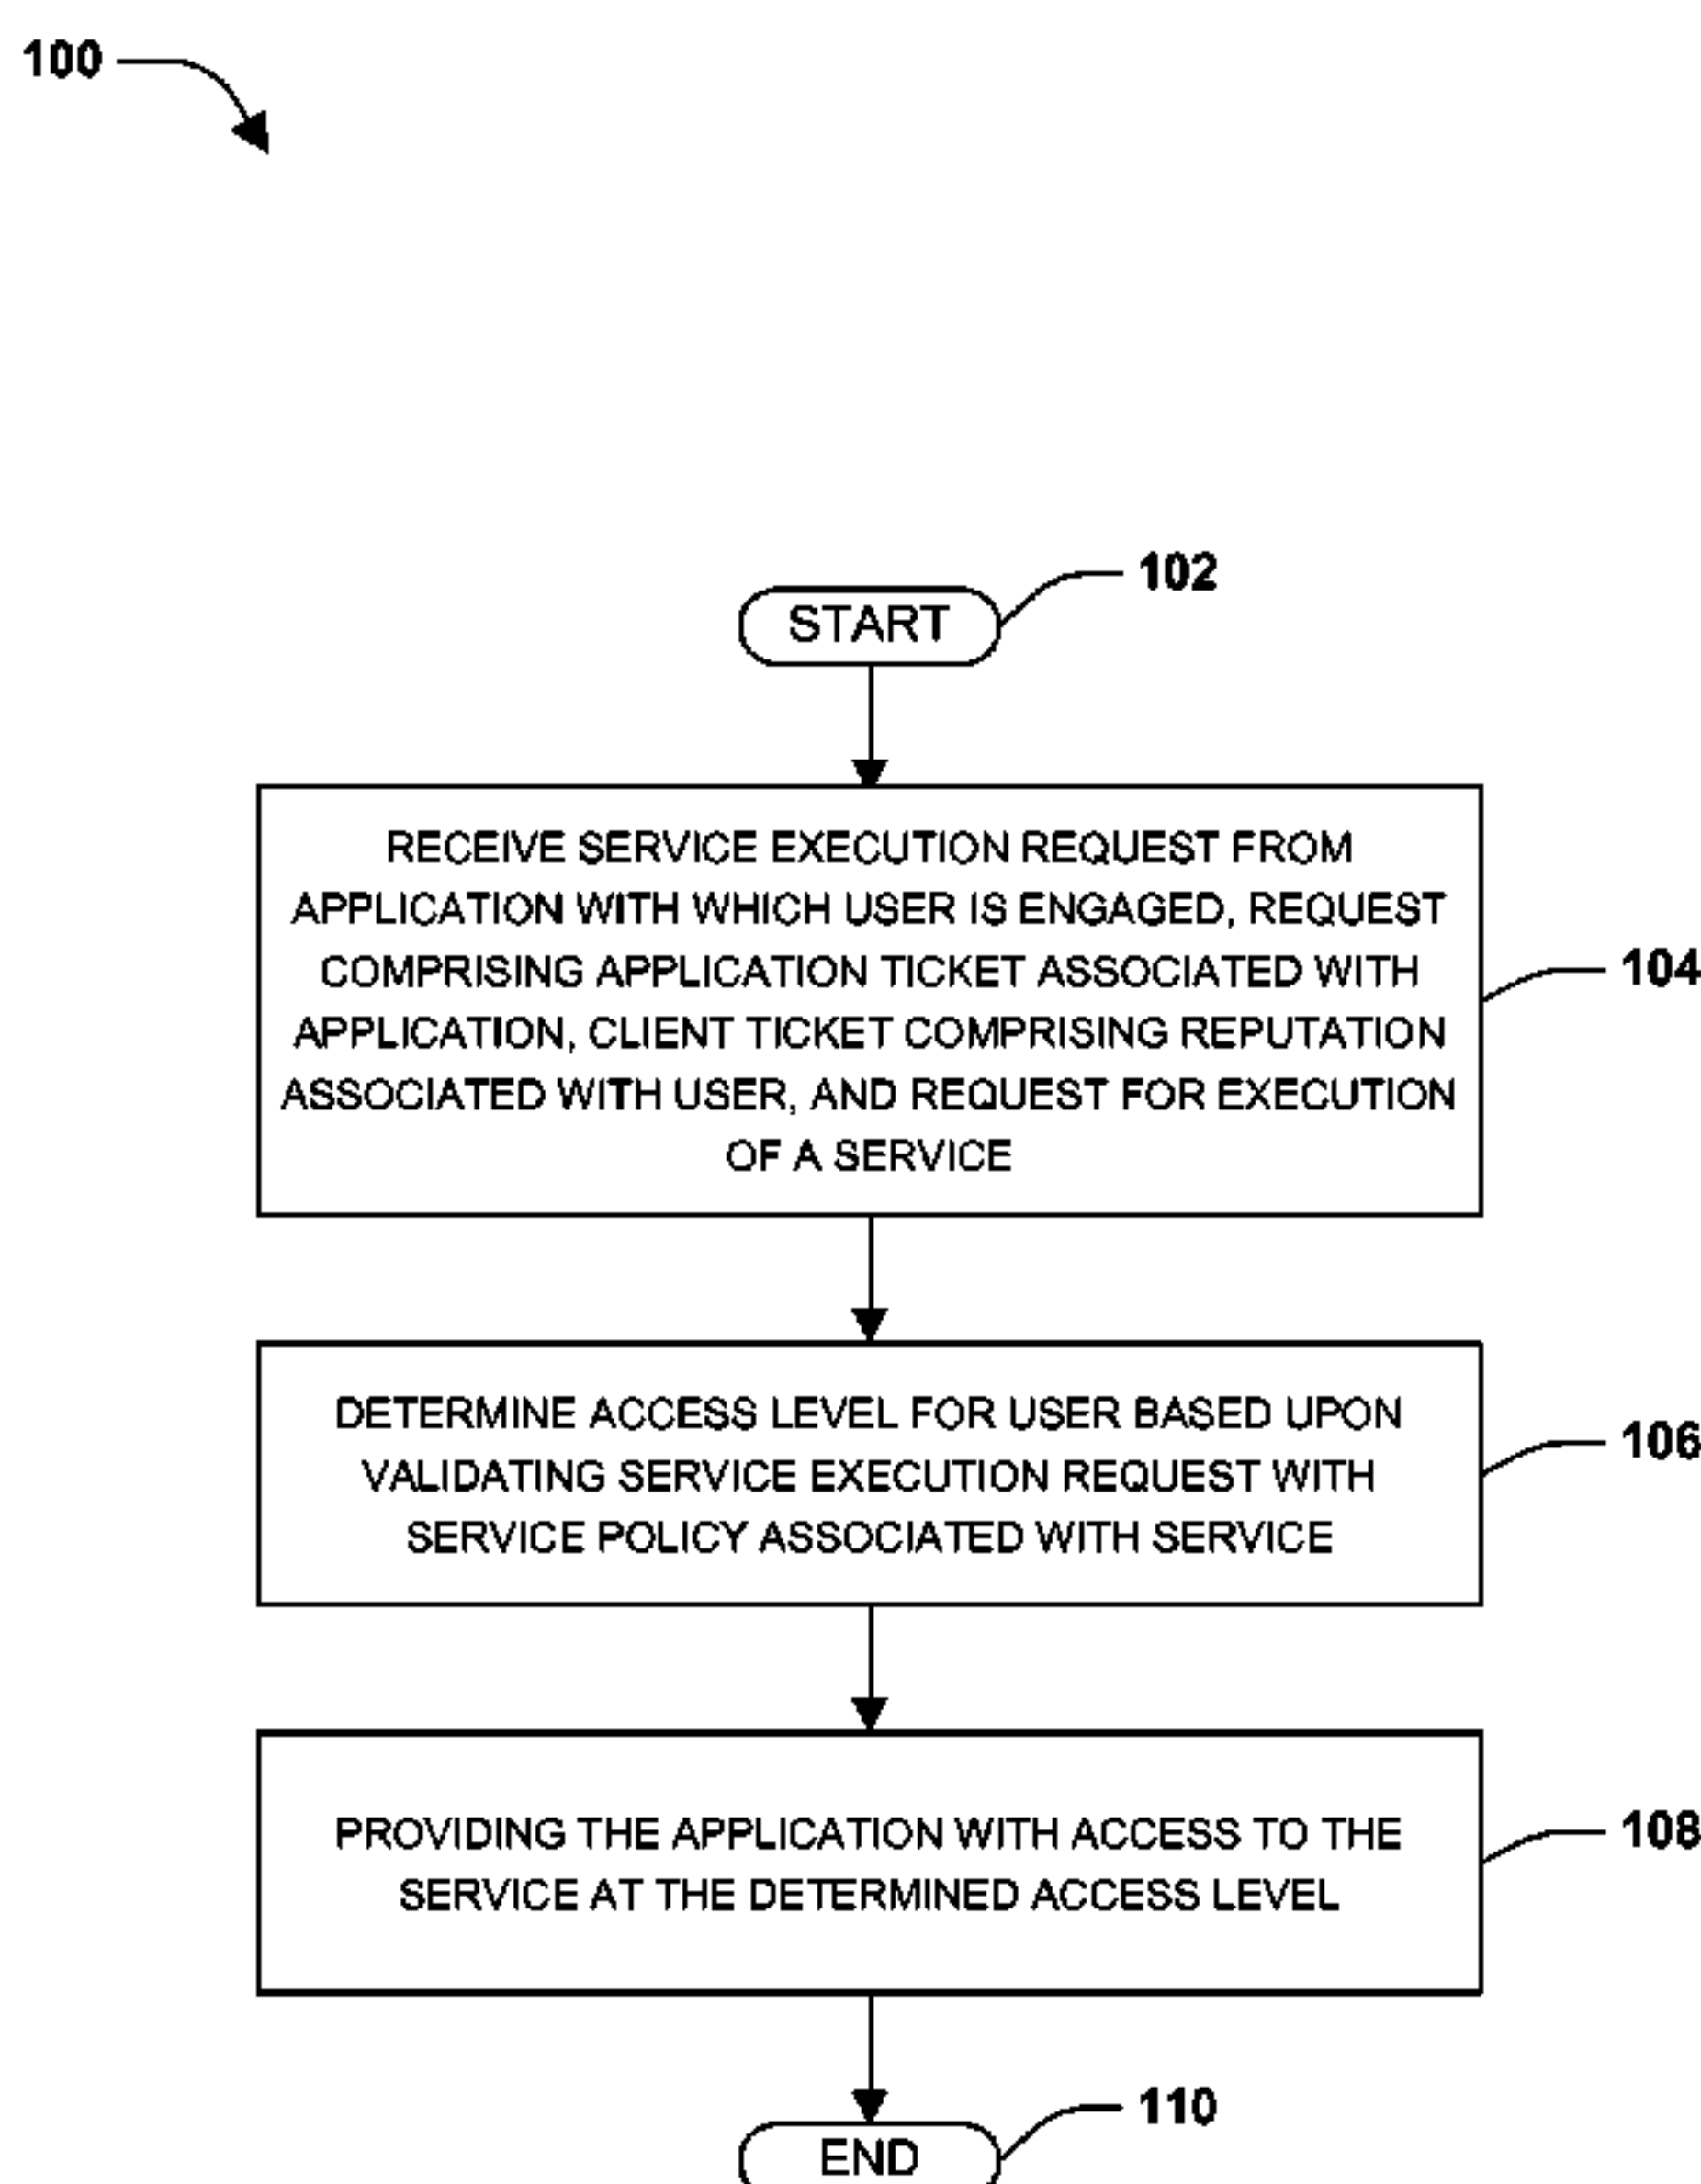 100
102
START
RECEIVE SERVICE EXECUTION REQUEST FROM
APPLICATION WITH WHICH USER IS ENGAGED, REQUEST
COMPRISING APPLICATION TICKET ASSOCIATED WITH
APPLICATION, CLIENT TICKET COMPRISING REPUTATION
ASSOCIATED WITH USER, AND REQUEST FOR EXECUTION
OF A SERVICE
104
DETERMINE ACCESS LEVEL FOR USER BASED UPON
VALIDATING SERVICE EXECUTION REQUEST WITH
SERVICE POLICY ASSOCIATED WITH SERVICE
106
PROVIDING THE APPLICATION WITH ACCESS TO THE
SERVICE AT THE DETERMINED ACCESS LEVEL
108
110
END